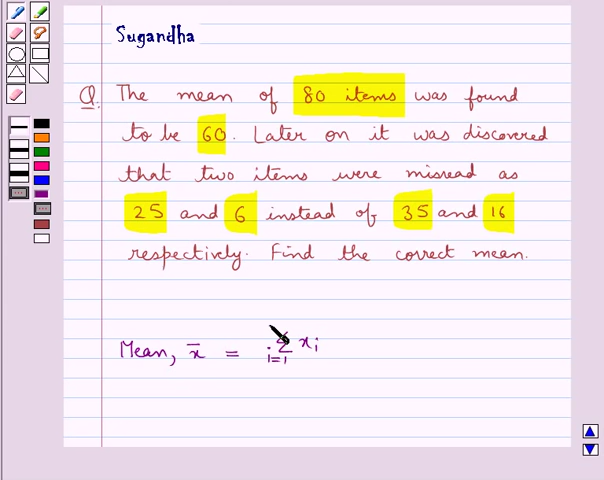 Sugandha
Q. The mean of 80 items was found
to be 60. Later on it was discovered
that two items were misread as
25 and 6 instead of 35 and 16
respectively. Find the correct mean.
Mean, x̄ = Σ xi
i=1